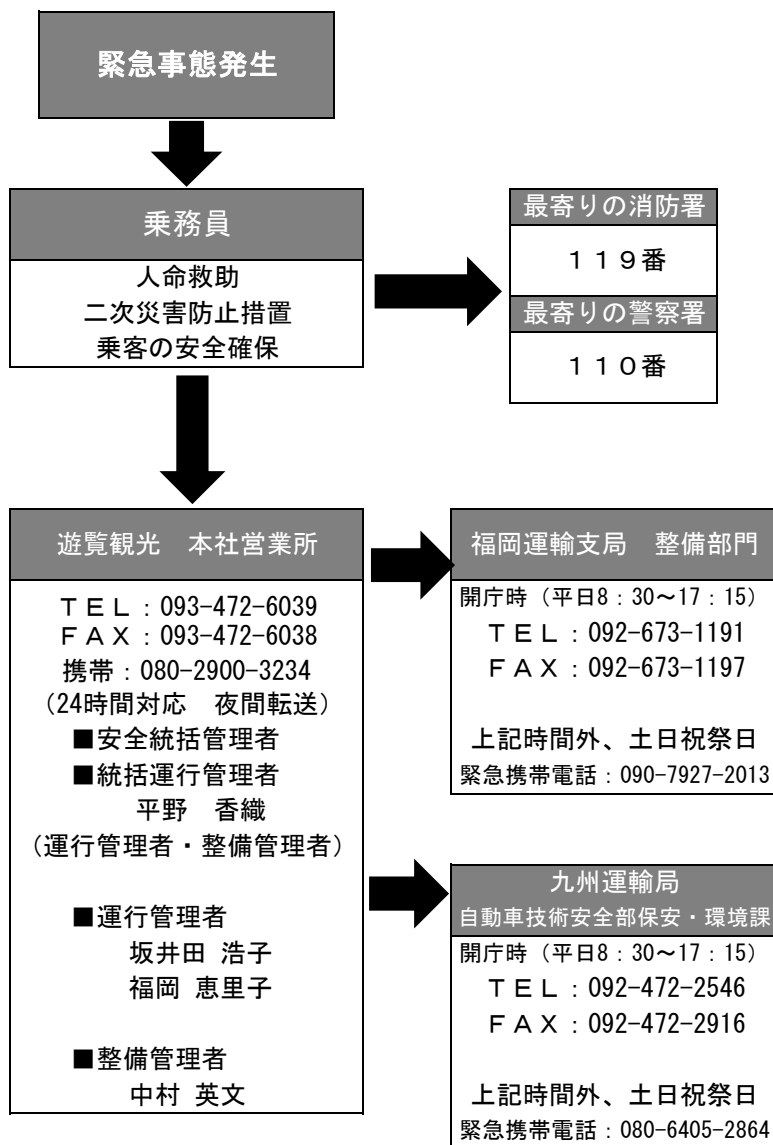 緊急事態発生
乗務員
人命救助
二次災害防止措置
乗客の安全確保
最寄りの消防署
１１９番
最寄りの警察署
１１０番
遊覧観光　本社営業所
ＴＥＬ：093-472-6039
ＦＡＸ：093-472-6038
携帯：080-2900-3234
（24時間対応　夜間転送）
■安全統括管理者
■統括運行管理者
平野　香織
（運行管理者・整備管理者）
■運行管理者
坂井田 浩子
福岡 恵里子
■整備管理者
中村 英文
福岡運輸支局　整備部門
開庁時（平日8：30～17：15）
ＴＥＬ：092-673-1191
ＦＡＸ：092-673-1197
上記時間外、土日祝祭日
緊急携帯電話：090-7927-2013
九州運輸局
自動車技術安全部保安・環境課
開庁時（平日8：30～17：15）
ＴＥＬ：092-472-2546
ＦＡＸ：092-472-2916
上記時間外、土日祝祭日
緊急携帯電話：080-6405-2864